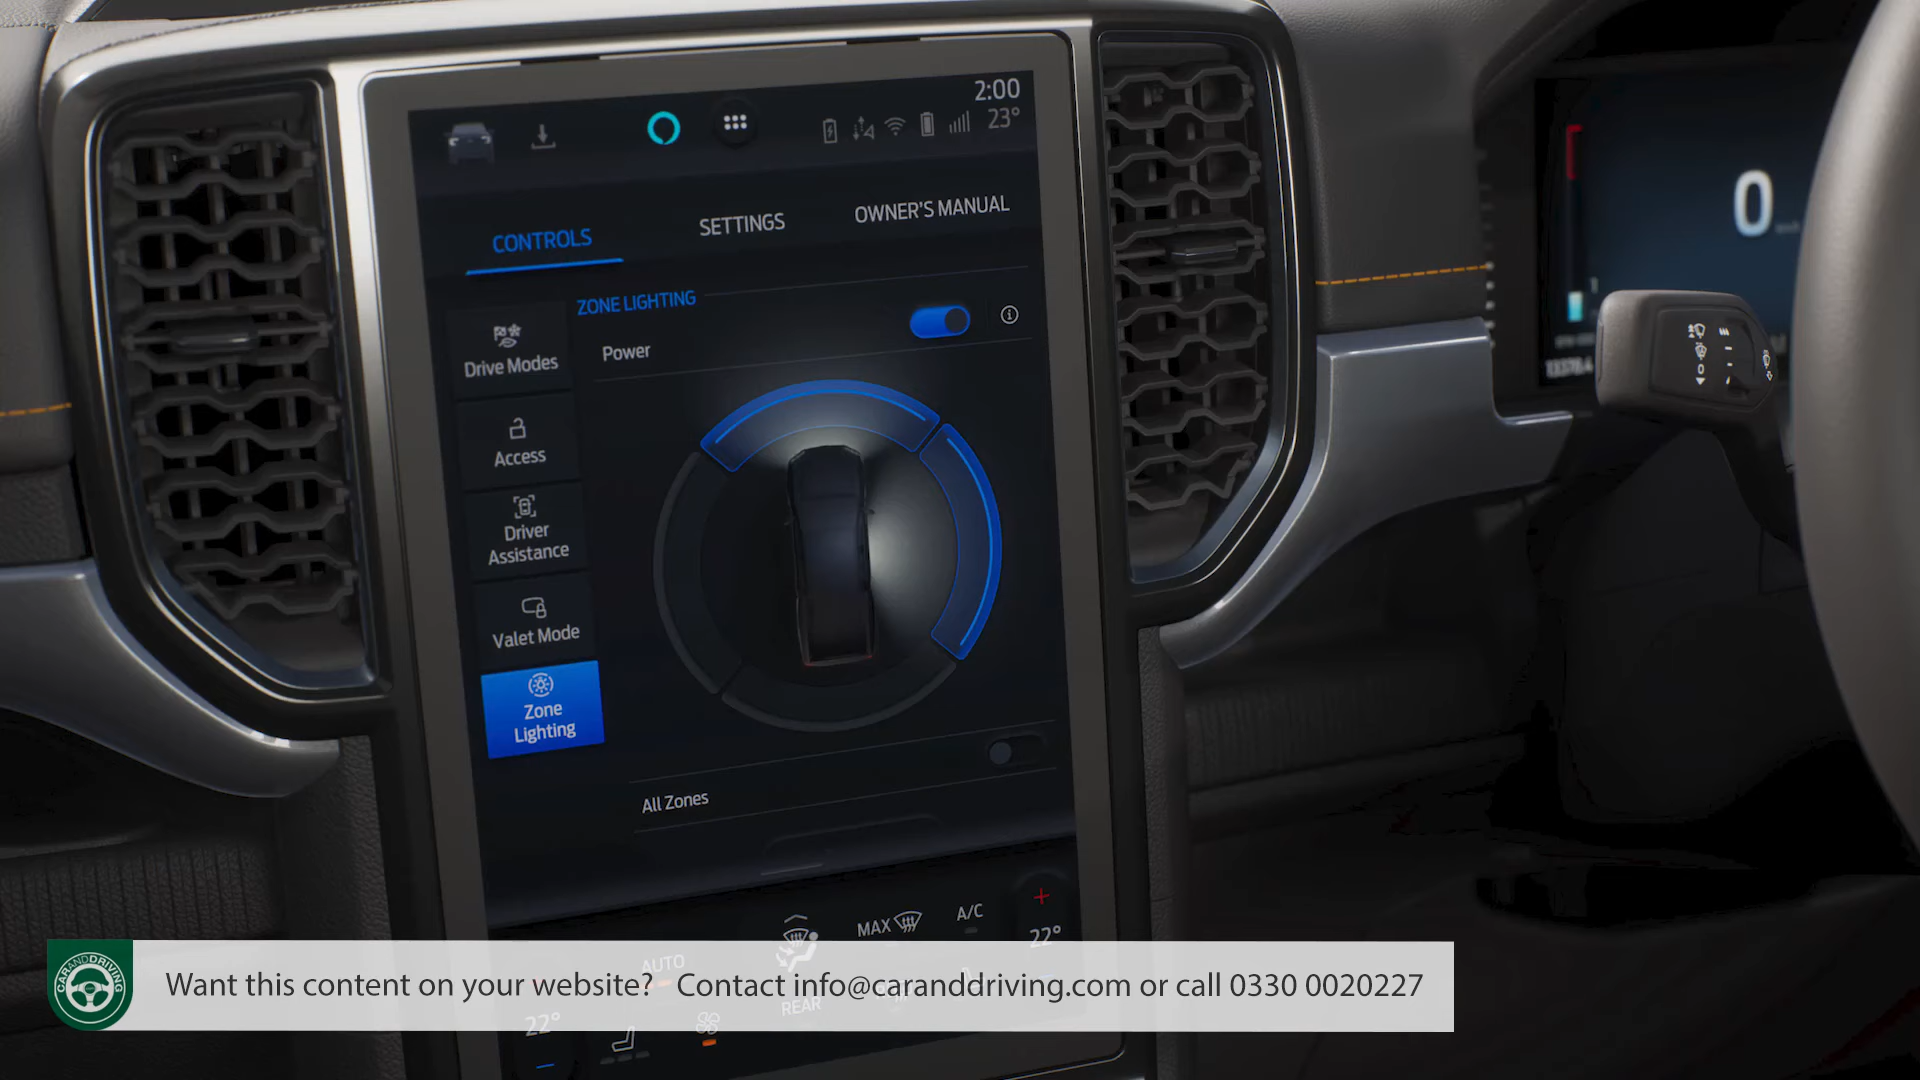 2:00
23°
CONTROLS
SETTINGS
OWNER'S MANUAL
ZONE LIGHTING
Power
Drive Modes
Access
Driver
Assistance
Valet Mode
Zone
Lighting
All Zones
MAX
A/C
22°
AUTO
REAR
22°
0
CARANDDRIVING
Want this content on your website? Contact info@caranddriving.com or call 0330 0020227